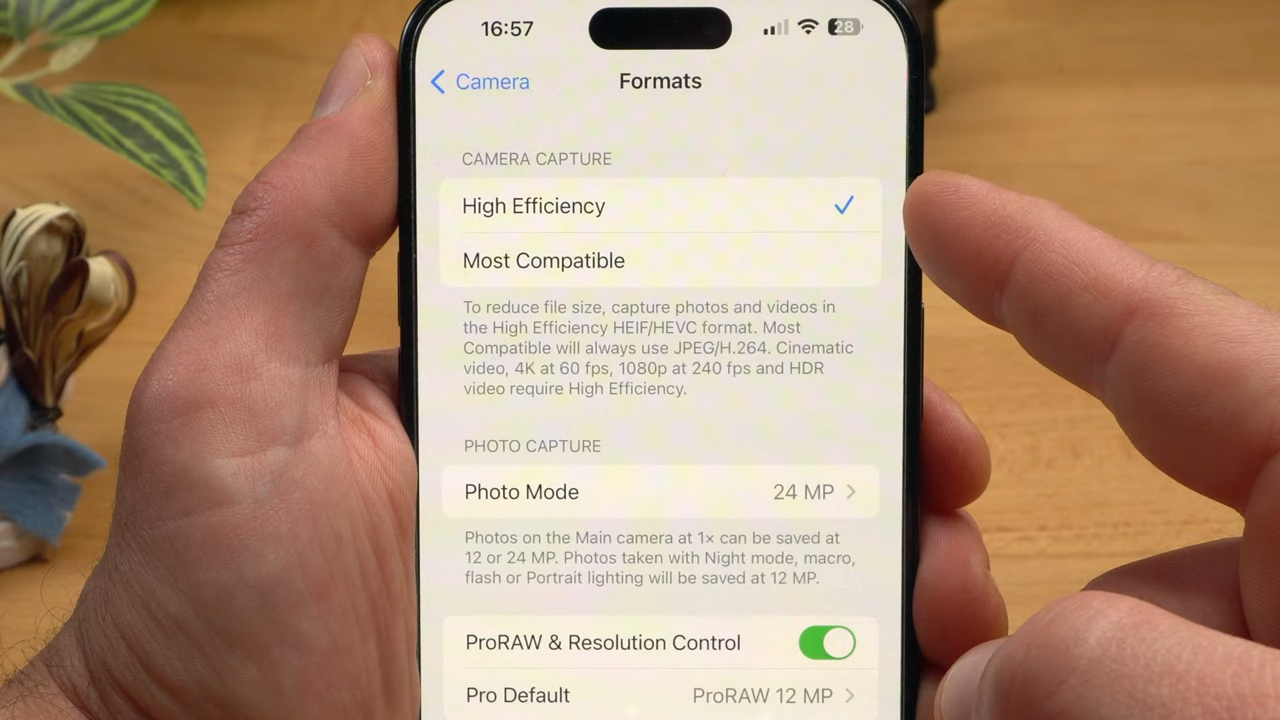 16:57 28
Camera Formats
CAMERA CAPTURE
High Efficiency
Most Compatible
To reduce file size, capture photos and videos in
the High Efficiency HEIF/HEVC format. Most
Compatible will always use JPEG/H.264. Cinematic
video, 4K at 60 fps, 1080p at 240 fps and HDR
video require High Efficiency.
PHOTO CAPTURE
Photo Mode 24 MP
Photos on the Main camera at 1× can be saved at
12 or 24 MP. Photos taken with Night mode, macro,
flash or Portrait lighting will be saved at 12 MP.
ProRAW & Resolution Control
Pro Default ProRAW 12 MP